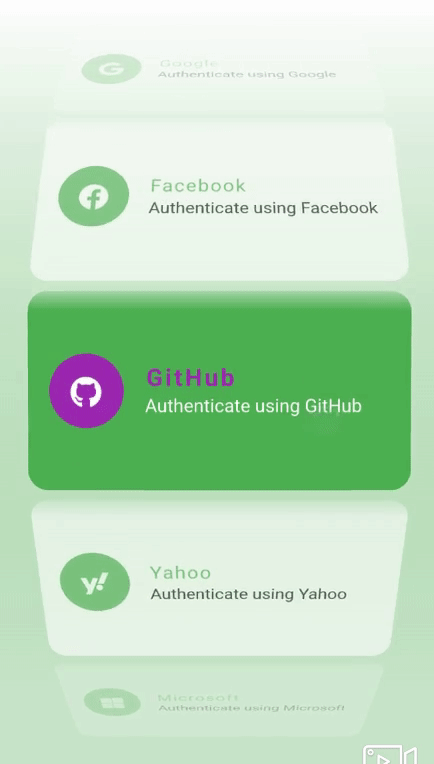 Google
Authenticate using Google
Facebook
Authenticate using Facebook
GitHub
Authenticate using GitHub
Yahoo
Authenticate using Yahoo
Microsoft
Authenticate using Microsoft